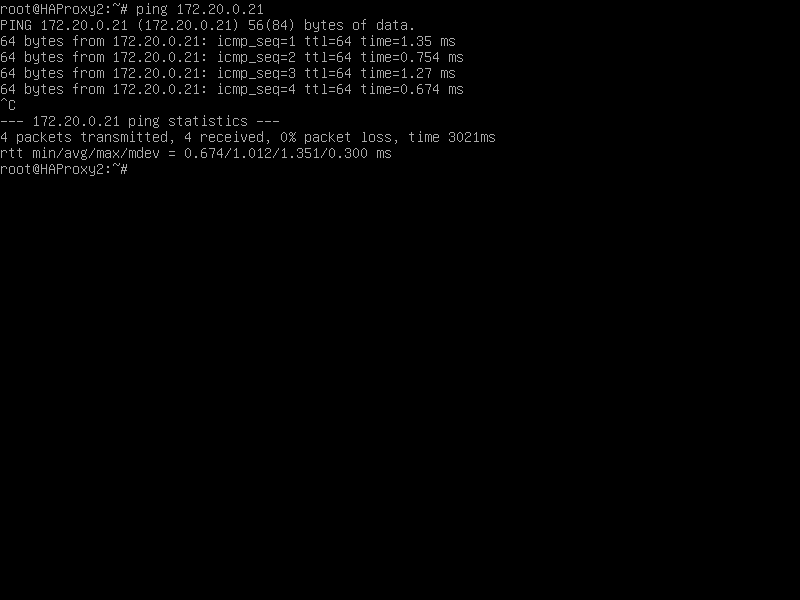 root@HAProxy2:~# ping 172.20.0.21
PING 172.20.0.21 (172.20.0.21) 56(84) bytes of data.
64 bytes from 172.20.0.21: icmp_seq=1 ttl=64 time=1.35 ms
64 bytes from 172.20.0.21: icmp_seq=2 ttl=64 time=0.754 ms
64 bytes from 172.20.0.21: icmp_seq=3 ttl=64 time=1.27 ms
64 bytes from 172.20.0.21: icmp_seq=4 ttl=64 time=0.674 ms
^C
--- 172.20.0.21 ping statistics ---
4 packets transmitted, 4 received, 0% packet loss, time 3021ms
rtt min/avg/max/mdev = 0.674/1.012/1.351/0.300 ms
root@HAProxy2:~#